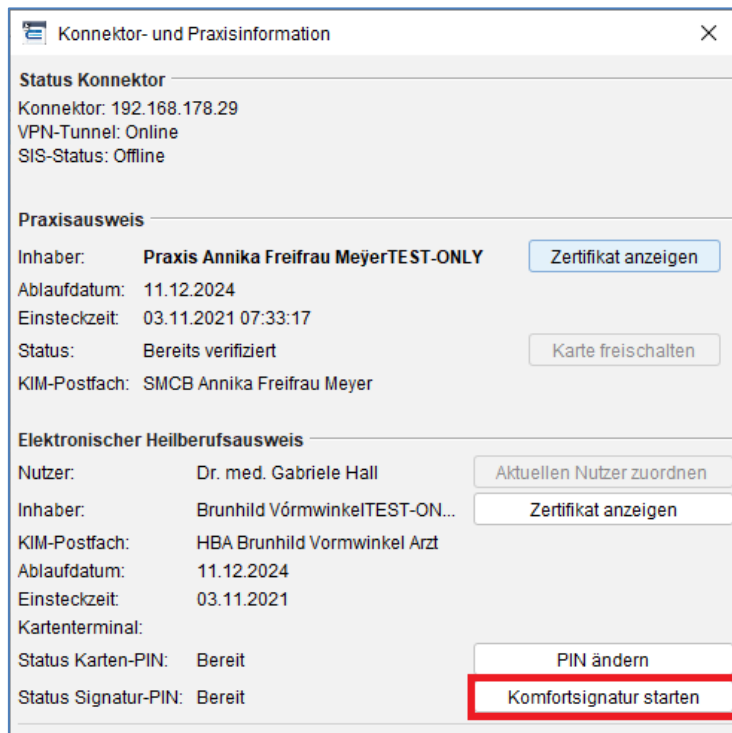 Konnektor- und Praxisinformation
Status Konnektor
Konnektor: 192.168.178.29
VPN-Tunnel: Online
SIS-Status: Offline
Praxisausweis
Inhaber: Praxis Annika Freifrau MeÿerTEST-ONLY Zertifikat anzeigen
Ablaufdatum: 11.12.2024
Einsteckzeit: 03.11.2021 07:33:17
Status: Bereits verifiziert Karte freischalten
KIM-Postfach: SMCB Annika Freifrau Meyer
Elektronischer Heilberufsausweis
Nutzer: Dr. med. Gabriele Hall Aktuellen Nutzer zuordnen
Inhaber: Brunhild VórmwinkelTEST-ON... Zertifikat anzeigen
KIM-Postfach: HBA Brunhild Vormwinkel Arzt
Ablaufdatum: 11.12.2024
Einsteckzeit: 03.11.2021
Kartenterminal:
Status Karten-PIN: Bereit PIN ändern
Status Signatur-PIN: Bereit Komfortsignatur starten